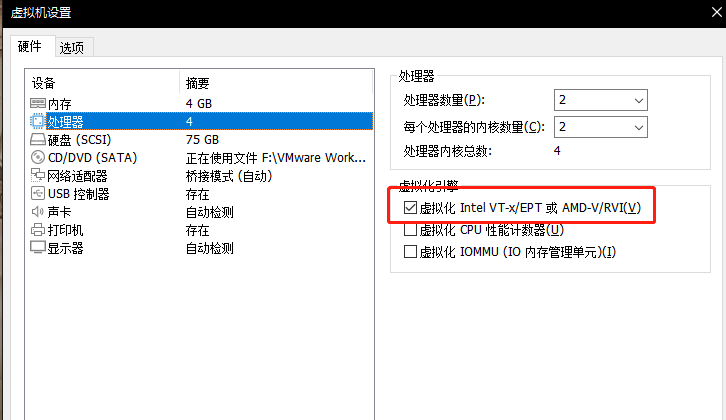 虚拟机设置
硬件 选项
设备 摘要
内存 4 GB
处理器 4
硬盘 (SCSI) 75 GB
CD/DVD (SATA) 正在使用文件 F:\VMware Work...
网络适配器 桥接模式 (自动)
USB 控制器 存在
声卡 自动检测
打印机 存在
显示器 自动检测
处理器
处理器数量(P): 2
每个处理器的内核数量(C): 2
处理器内核总数: 4
虚拟化引擎
虚拟化 Intel VT-x/EPT 或 AMD-V/RVI(V)
虚拟化 CPU 性能计数器(U)
虚拟化 IOMMU (IO 内存管理单元)(I)